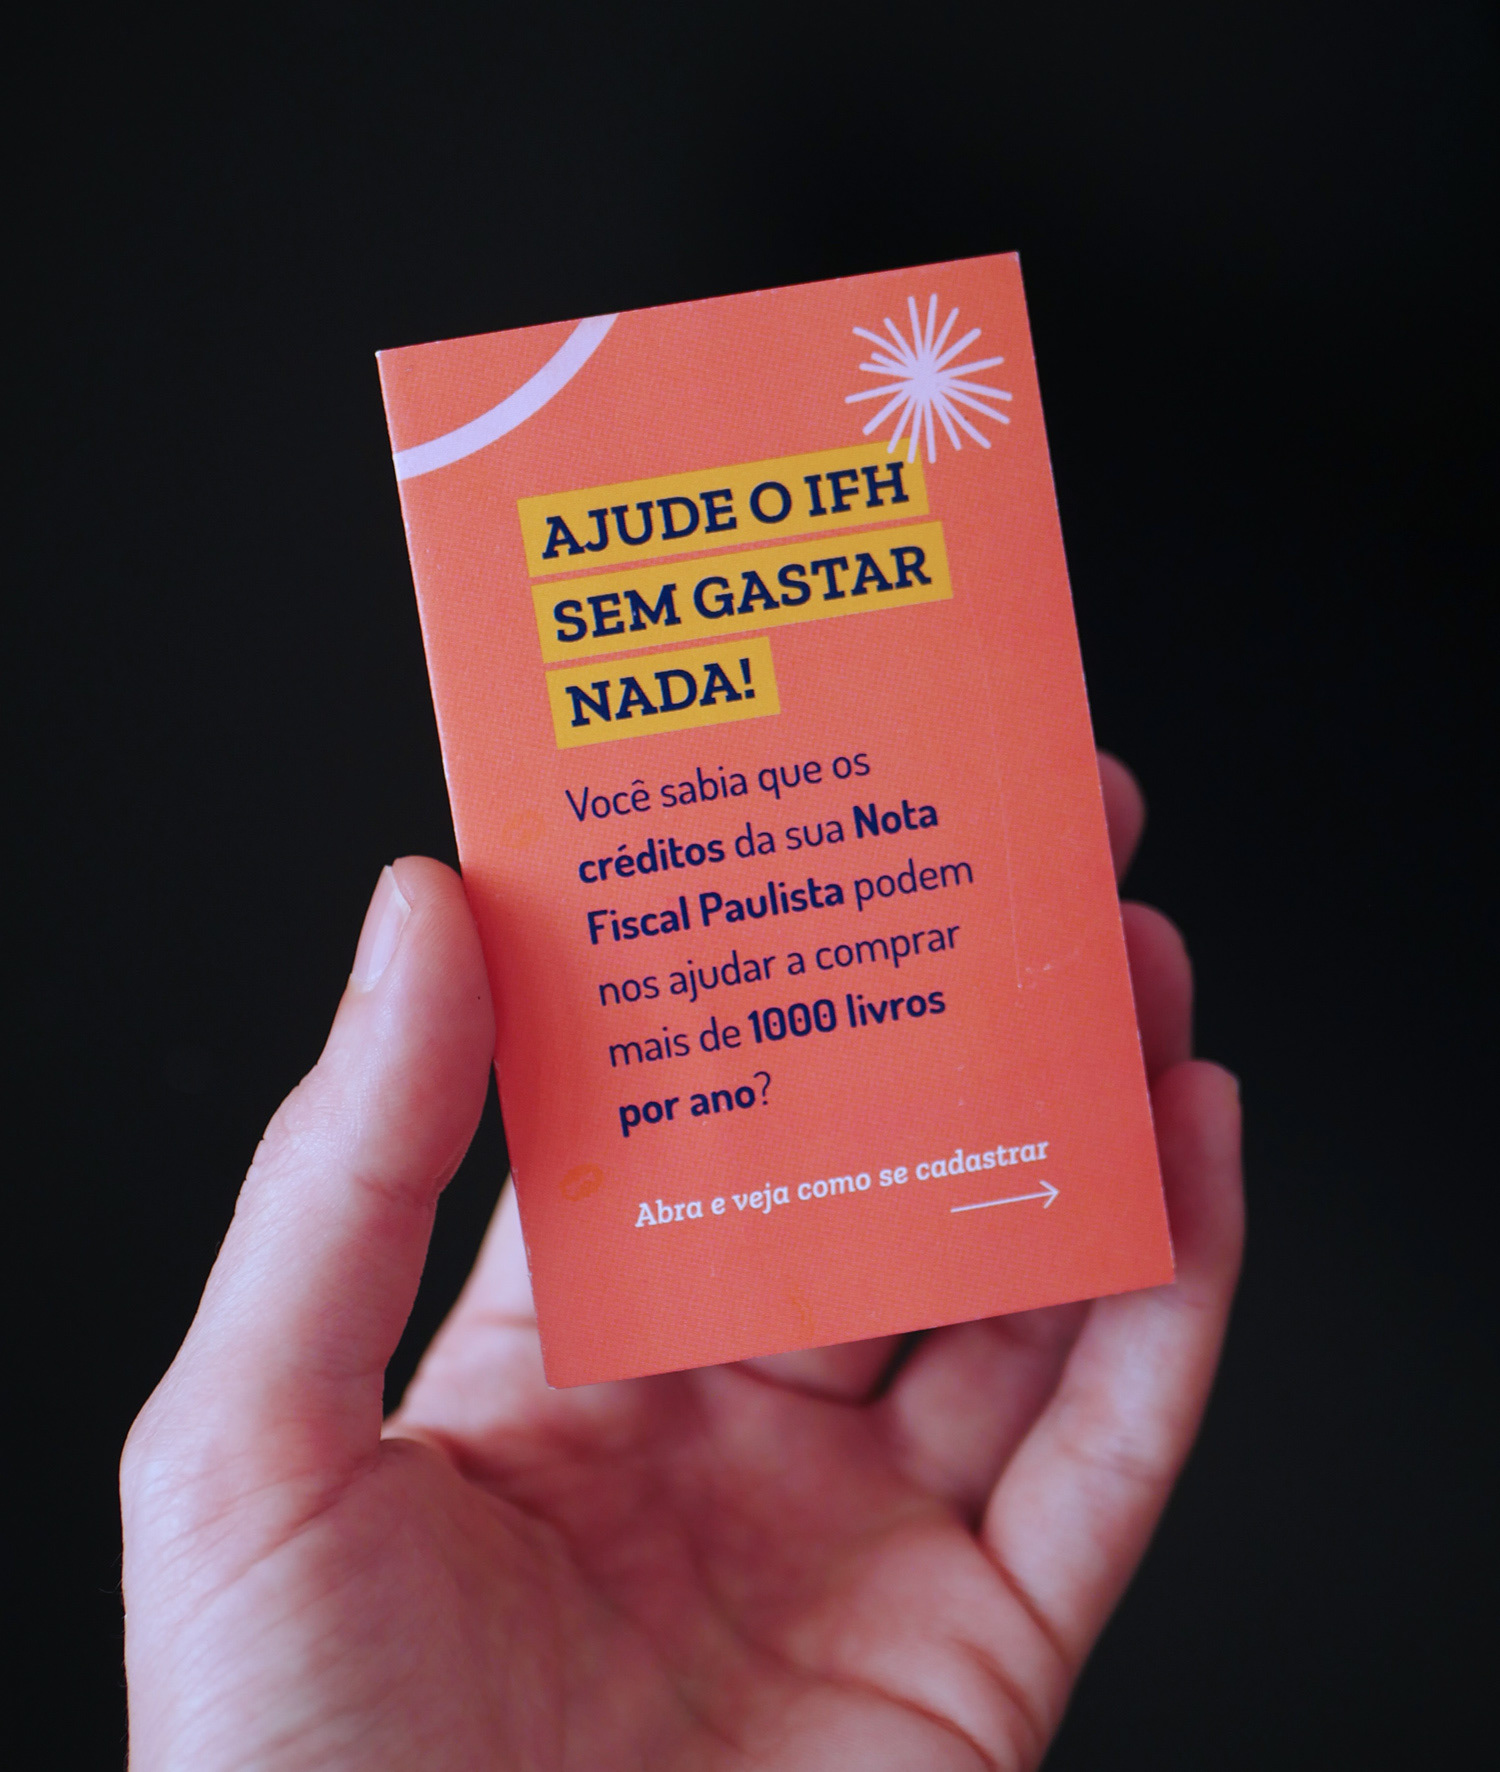 AJUDE O IFH
SEM GASTAR
NADA!
Você sabia que os
créditos da sua Nota
Fiscal Paulista podem
nos ajudar a comprar
mais de 1000 livros
por ano?
Abra e veja como se cadastrar